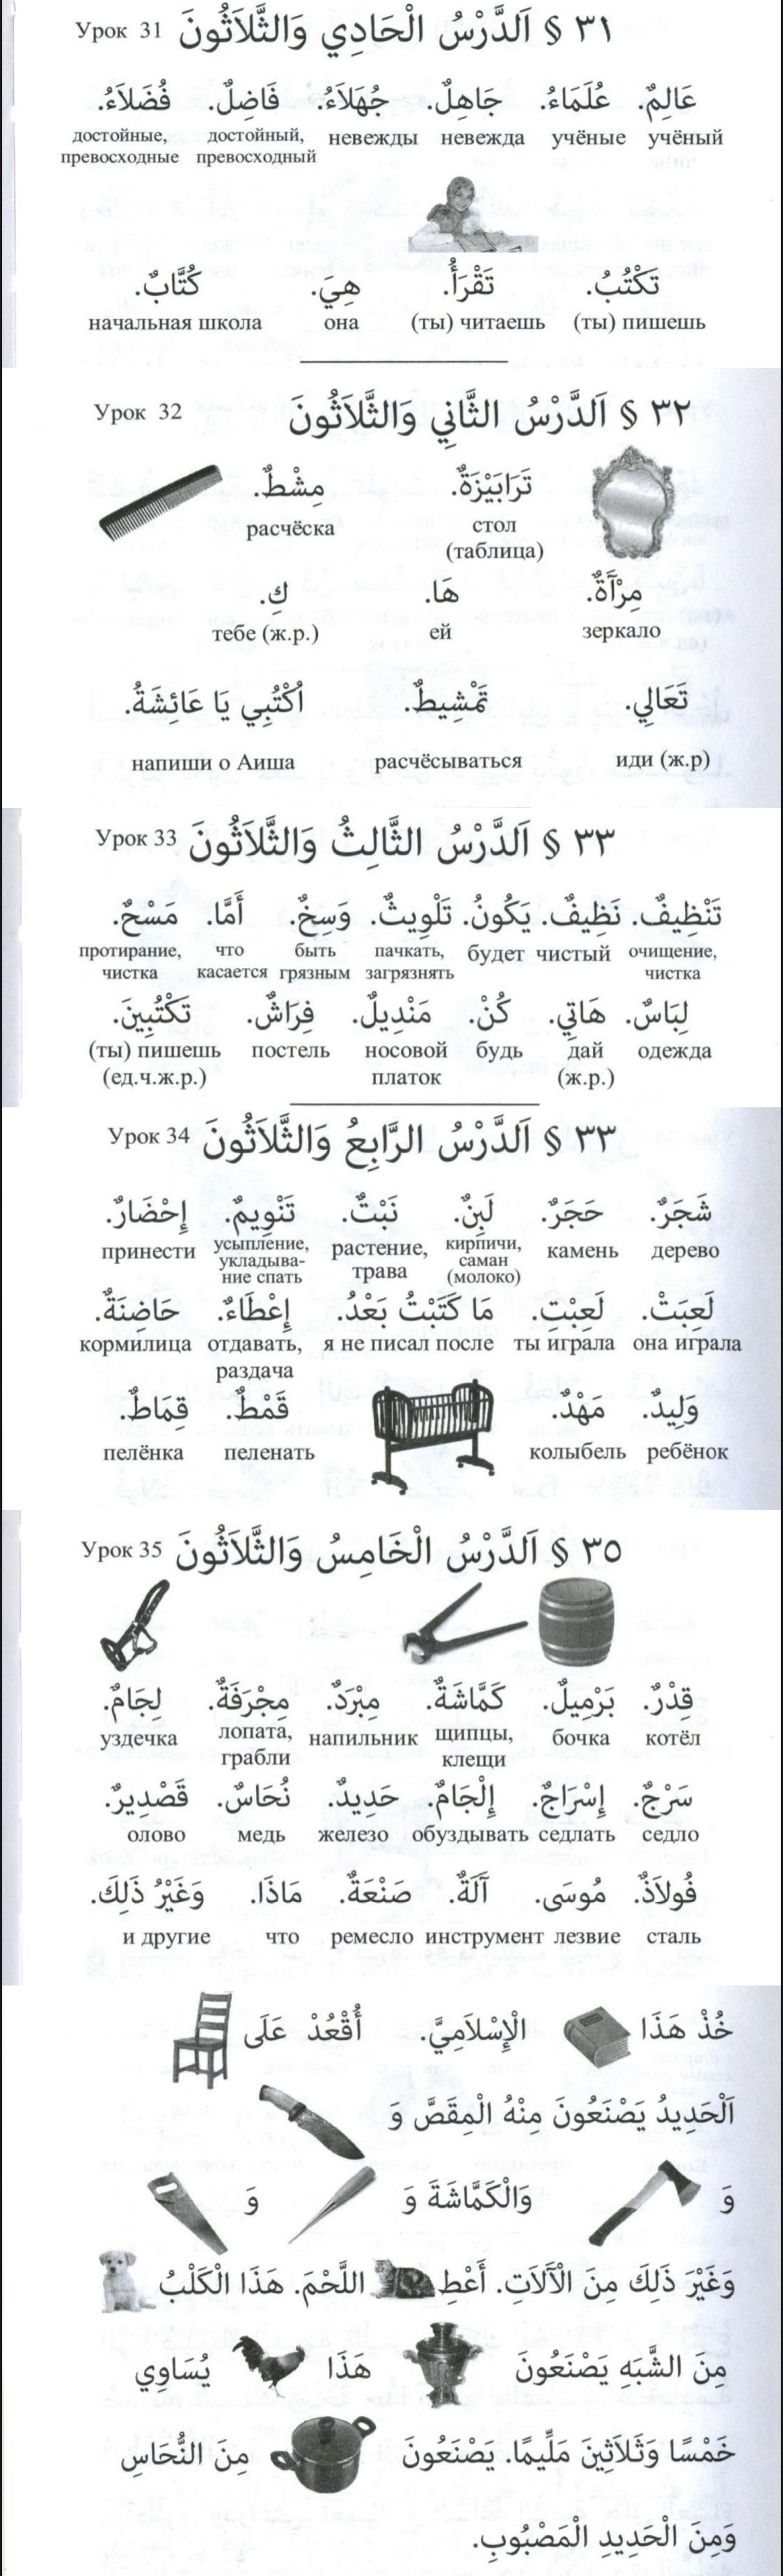 Урок 31 § ٣١ اَلدَّرْسُ الْحَادِي وَالثَّلَاثُونَ
عَالِمٌ. عُلَمَاءُ. جَاهِلٌ. جُهَلَاءُ. فَاضِلٌ. فُضَلَاءُ.
достойные, превосходные достойный, превосходный невежды невежда учёные учёный
تَكْتُبُ. تَقْرَأُ. هِيَ. كُتَّابٌ.
начальная школа она (ты) читаешь (ты) пишешь
Урок 32 § ٣٢ اَلدَّرْسُ الثَّانِي وَالثَّلَاثُونَ
تَرَابَيْزَةٌ. مِشْطٌ.
расчёска стол (таблица)
مِرْآةٌ. هَا. كِ.
тебе (ж.р.) ей зеркало
تَعَالِي. تَمْشِيطٌ. اُكْتُبِي يَا عَائِشَةُ.
напиши о Аиша расчёсываться иди (ж.р)
Урок 33 § ٣٣ اَلدَّرْسُ الثَّالِثُ وَالثَّلَاثُونَ
تَنْظِيفٌ. نَظِيفٌ. يَكُونُ. تَلْوِيثٌ. وَسِخٌ. أَمَّا. مَسْحٌ.
протирание, чистка что касается быть грязным пачкать, загрязнять будет чистый очищение, чистка
لِبَاسٌ. هَاتِي. كُنْ. مَنْدِيلٌ. فِرَاشٌ. تَكْتُبِينَ.
(ты) пишешь постель носовой будь дай одежда
(ед.ч.ж.р.) платок (ж.р.)
Урок 34 § ٣٣ اَلدَّرْسُ الرَّابِعُ وَالثَّلَاثُونَ
شَجَرٌ. حَجَرٌ. لَبِنٌ. نَبْتٌ. تَنْوِيمٌ. إِحْضَارٌ.
принести усыпление, укладывание спать растение, трава кирпичи, саман (молоко) камень дерево
لَعِبَتْ. لَعِبْتِ. مَا كَتَبْتُ بَعْدُ. إِعْطَاءٌ. حَاضِنَةٌ.
кормилица отдавать, раздача я не писал после ты играла она играла
وَلِيدٌ. مَهْدٌ. قَمْطٌ. قِمَاطٌ.
пелёнка пеленать колыбель ребёнок
Урок 35 § ٣٥ اَلدَّرْسُ الْخَامِسُ وَالثَّلَاثُونَ
قِدْرٌ. بَرْمِيلٌ. كَمَّاشَةٌ. مِبْرَدٌ. مِجْرَفَةٌ. لِجَامٌ.
уздечка лопата, грабли напильник щипцы, клещи бочка котёл
سَرْجٌ. إِسْرَاجٌ. إِلْجَامٌ. حَدِيدٌ. نُحَاسٌ. قَصْدِيرٌ.
олово медь железо обуздывать седлать седло
فُولَاذٌ. مُوسَى. آلَةٌ. صَنْعَةٌ. مَاذَا. وَغَيْرُ ذَلِكَ.
и другие что ремесло инструмент лезвие сталь
خُذْ هَذَا الْإِسْلَامِيَّ. أُقْعُدْ عَلَى
اَلْحَدِيدُ يَصْنَعُونَ مِنْهُ الْمِقَصَّ وَ
وَ وَالْكَمَّاشَةَ وَ وَ
وَغَيْرَ ذَلِكَ مِنَ الْآلَاتِ. أَعْطِ اللَّحْمَ. هَذَا الْكَلْبُ
مِنَ الشَّبَهِ يَصْنَعُونَ هَذَا يُسَاوِي
خَمْسًا وَثَلَاثِينَ مَلِّيمًا. يَصْنَعُونَ مِنَ النُّحَاسِ
وَمِنَ الْحَدِيدِ الْمَصْبُوبِ.